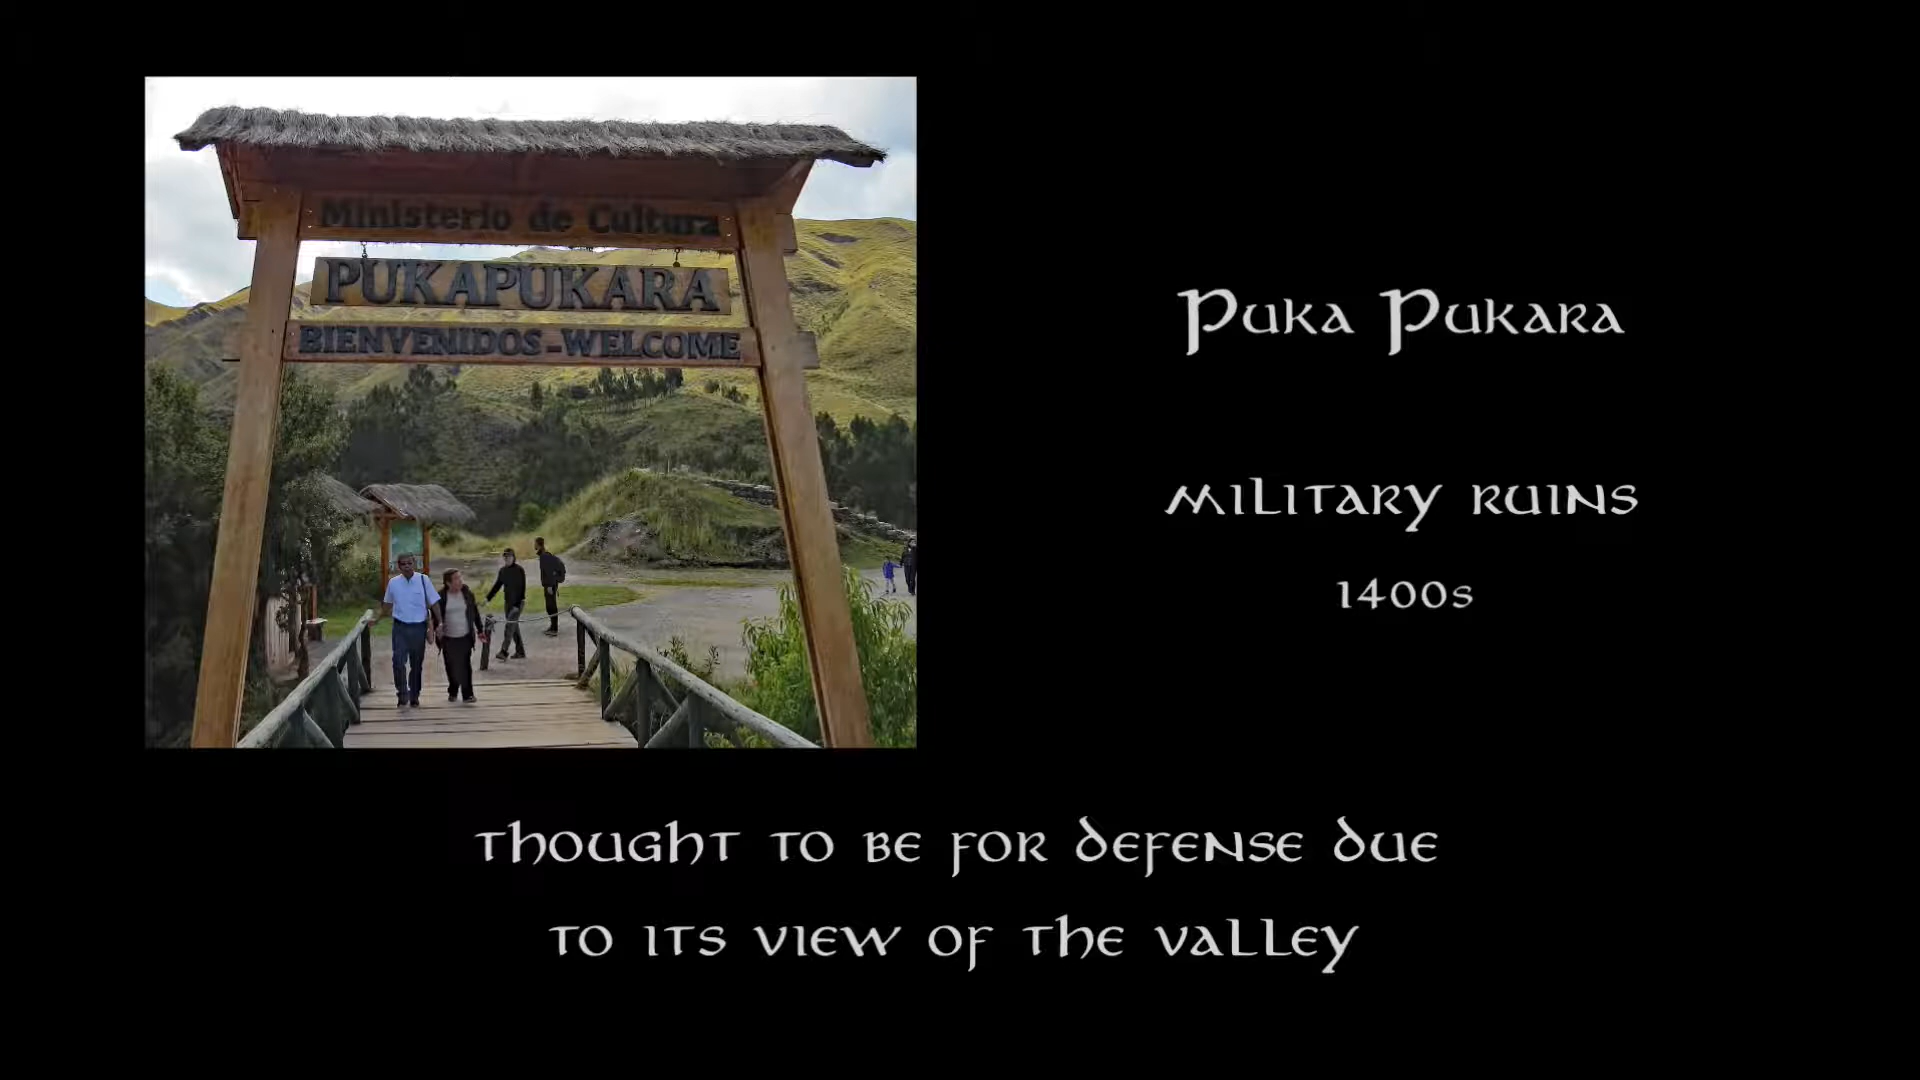 Ministerio de Cultura
PUKAPUKARA
BIENVENIDOS-WELCOME
Puka Pukara
military ruins
1400s
thought to be for defense due
to its view of the valley